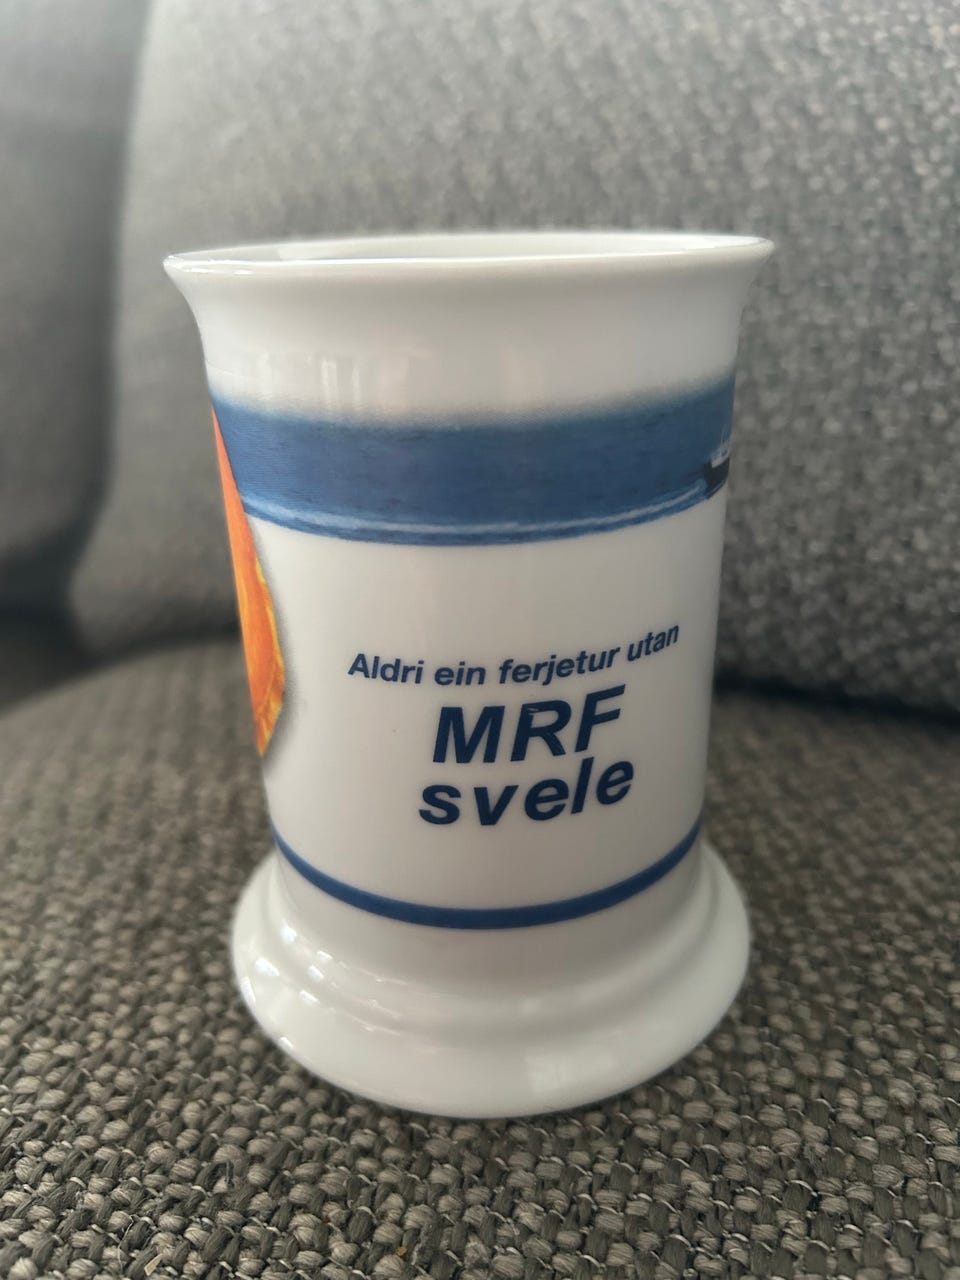 Aldri ein ferjetur utan
MRF
svele